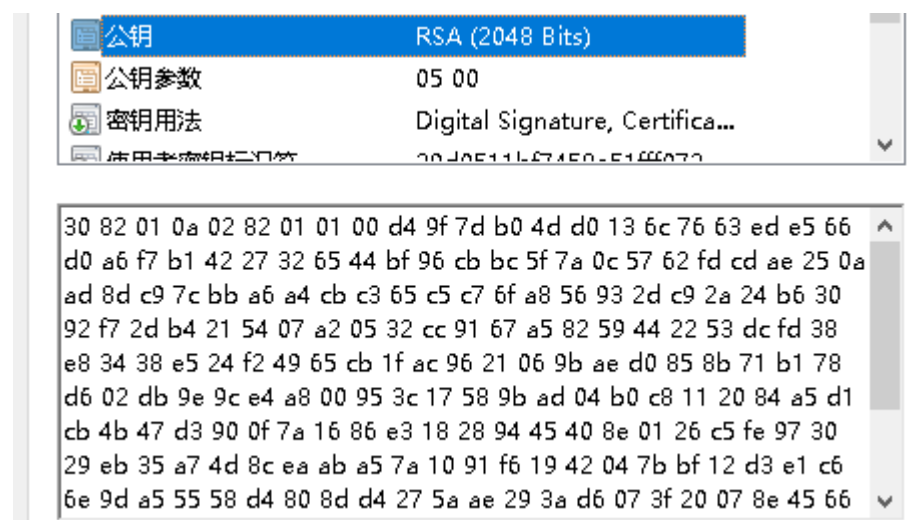 公钥 RSA (2048 Bits)
公钥参数 05 00
密钥用法 Digital Signature, Certifica...
30 82 01 0a 02 82 01 01 00 d4 9f 7d b0 4d d0 13 6c 76 63 ed e5 66
d0 a6 f7 b1 42 27 32 65 44 bf 96 cb bc 5f 7a 0c 57 62 fd cd ae 25 0a
ad 8d c9 7c bb a6 a4 cb c3 65 c5 c7 6f a8 56 93 2d c9 2a 24 b6 30
92 f7 2d b4 21 54 07 a2 05 32 cc 91 67 a5 82 59 44 22 53 dc fd 38
e8 34 38 e5 24 f2 49 65 cb 1f ac 96 21 06 9b ae d0 85 8b 71 b1 78
d6 02 db 9e 9c e4 a8 00 95 3c 17 58 9b ad 04 b0 c8 11 20 84 a5 d1
cb 4b 47 d3 90 0f 7a 16 86 e3 18 28 94 45 40 8e 01 26 c5 fe 97 30
29 eb 35 a7 4d 8c ea ab a5 7a 10 91 f6 19 42 04 7b bf 12 d3 e1 c6
6e 9d a5 55 58 d4 80 8d d4 27 5a ae 29 3a d6 07 3f 20 07 8e 45 66